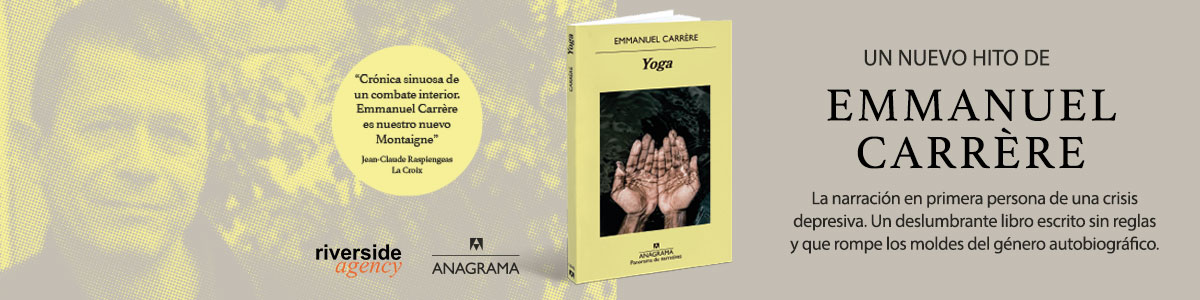 “Crónica sinuosa de
un combate interior.
Emmanuel Carrère
es nuestro nuevo
Montaigne”
Jean-Claude Raspiengeas
La Croix
riverside
agency
ANAGRAMA
Yoga
CARRÈRE
EMMANUEL CARRÈRE
Yoga
ANAGRAMA
Panorama de narrativas
UN NUEVO HITO DE
EMMANUEL
CARRÈRE
La narración en primera persona de una crisis
depresiva. Un deslumbrante libro escrito sin reglas
y que rompe los moldes del género autobiográfico.